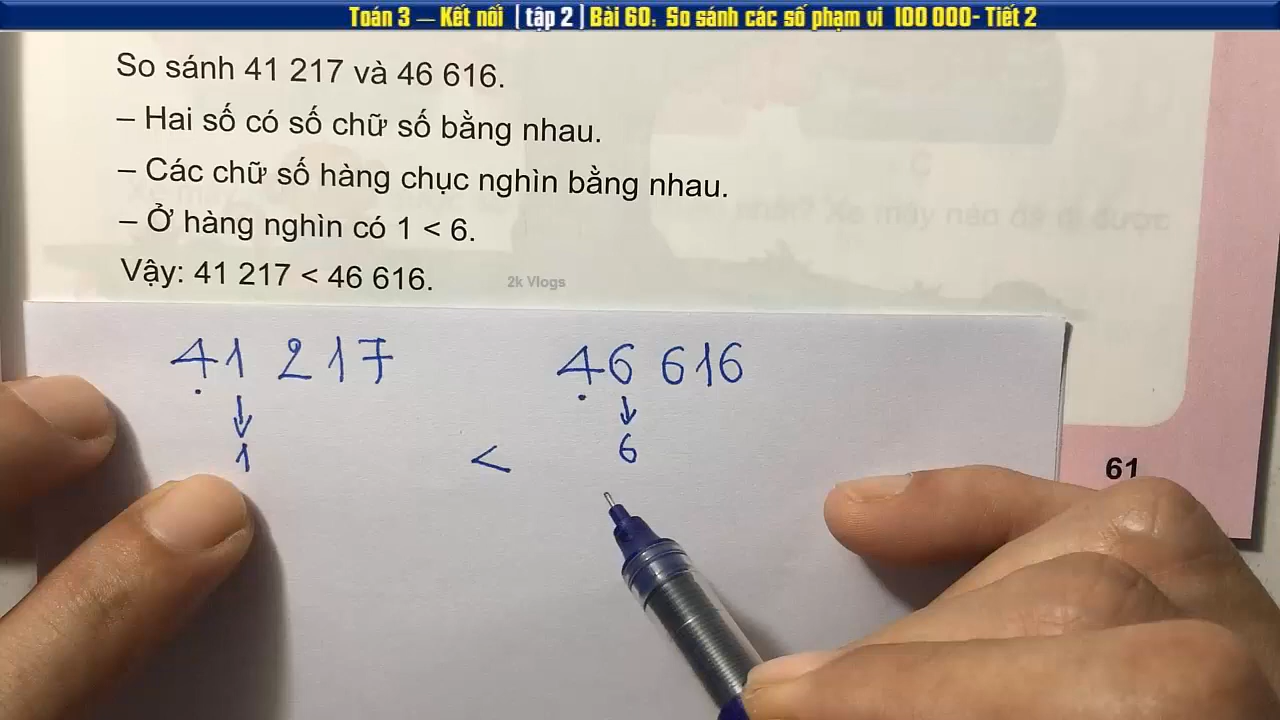 Toán 3 – Kết nối [ tập 2 ] Bài 60: So sánh các số phạm vi 100 000- Tiết 2
So sánh 41 217 và 46 616.
– Hai số có số chữ số bằng nhau.
– Các chữ số hàng chục nghìn bằng nhau.
– Ở hàng nghìn có 1 < 6.
Vậy: 41 217 < 46 616.
2k Vlogs
41 217 46 616
1 < 6
61